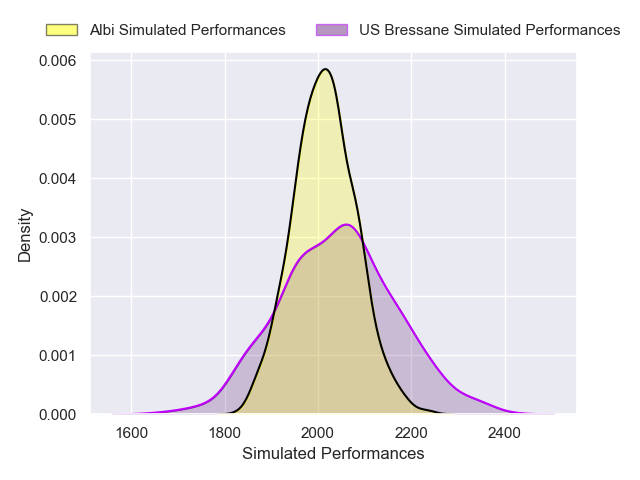 Albi Simulated Performances US Bressane Simulated Performances
0.006
0.005
0.004
0.003
0.002
0.001
0.000
Density
1600 1800 2000 2200 2400
Simulated Performances